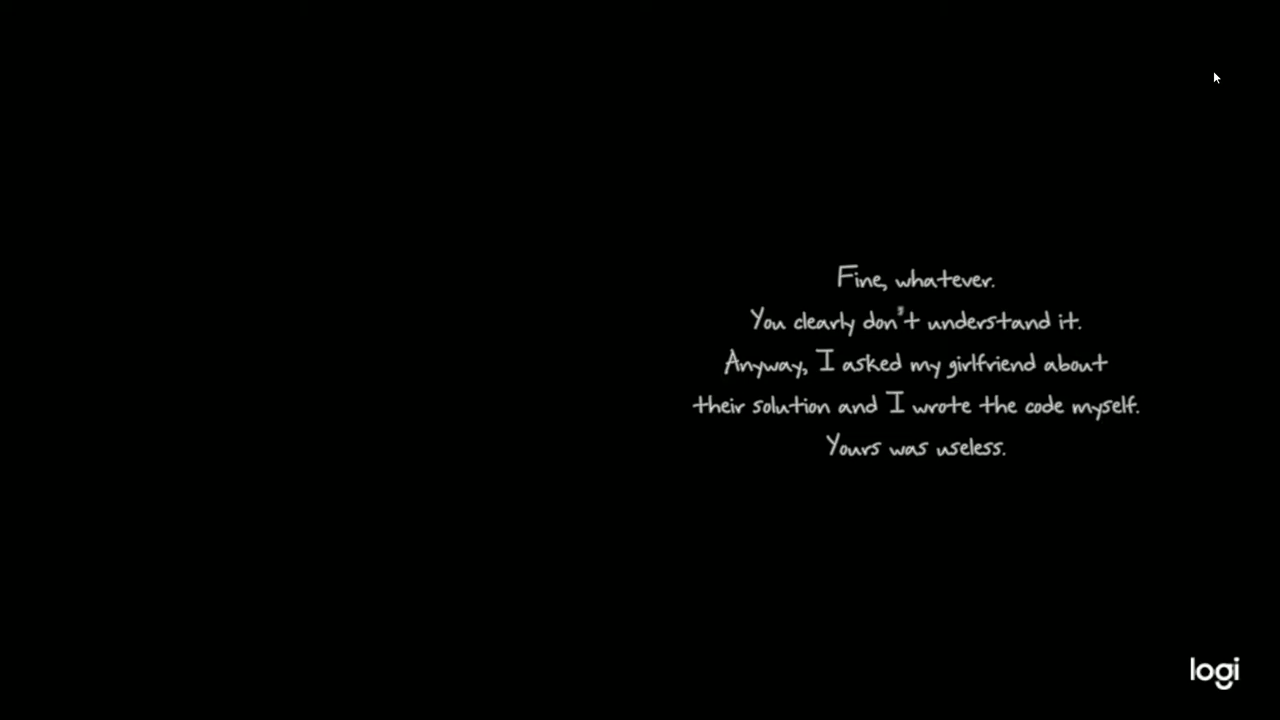 Fine, whatever.
You clearly don't understand it.
Anyway, I asked my girlfriend about
their solution and I wrote the code myself.
Yours was useless.
logi